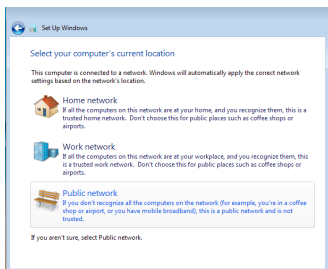 Set Up Windows
Select your computer's current location
This computer is connected to a network. Windows will automatically apply the correct network
settings based on the network's location.
Home network
If all the computers on this network are at your home, and you recognize them, this is a
trusted home network.  Don't choose this for public places such as coffee shops or
airports.
Work network
If all the computers on this network are at your workplace, and you recognize them, this
is a trusted work network.  Don't choose this for public places such as coffee shops or
airports.
Public network
If you don't recognize all the computers on the network (for example, you're in a coffee
shop or airport, or you have mobile broadband), this is a public network and is not
trusted.
If you aren't sure, select Public network.